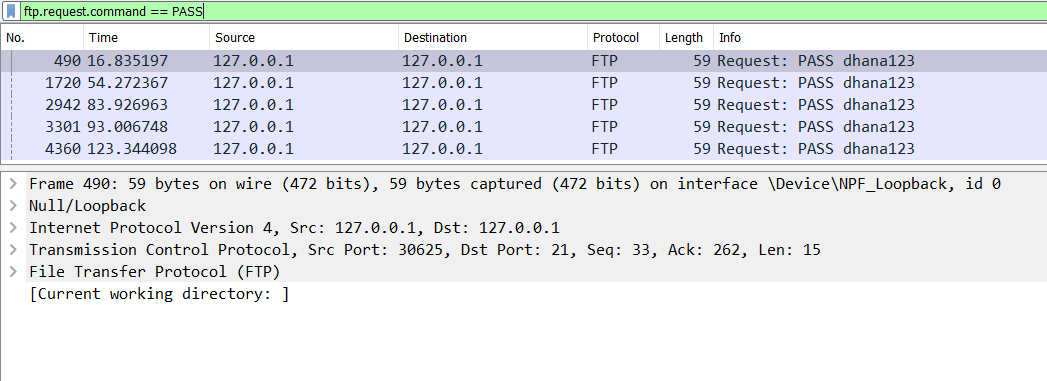 ftp.request.command == PASS
No. Time Source Destination Protocol Length Info
490 16.835197 127.0.0.1 127.0.0.1 FTP 59 Request: PASS dhana123
1720 54.272367 127.0.0.1 127.0.0.1 FTP 59 Request: PASS dhana123
2942 83.926963 127.0.0.1 127.0.0.1 FTP 59 Request: PASS dhana123
3301 93.006748 127.0.0.1 127.0.0.1 FTP 59 Request: PASS dhana123
4360 123.344098 127.0.0.1 127.0.0.1 FTP 59 Request: PASS dhana123
Frame 490: 59 bytes on wire (472 bits), 59 bytes captured (472 bits) on interface \Device\NPF_Loopback, id 0
Null/Loopback
Internet Protocol Version 4, Src: 127.0.0.1, Dst: 127.0.0.1
Transmission Control Protocol, Src Port: 30625, Dst Port: 21, Seq: 33, Ack: 262, Len: 15
File Transfer Protocol (FTP)
[Current working directory: ]